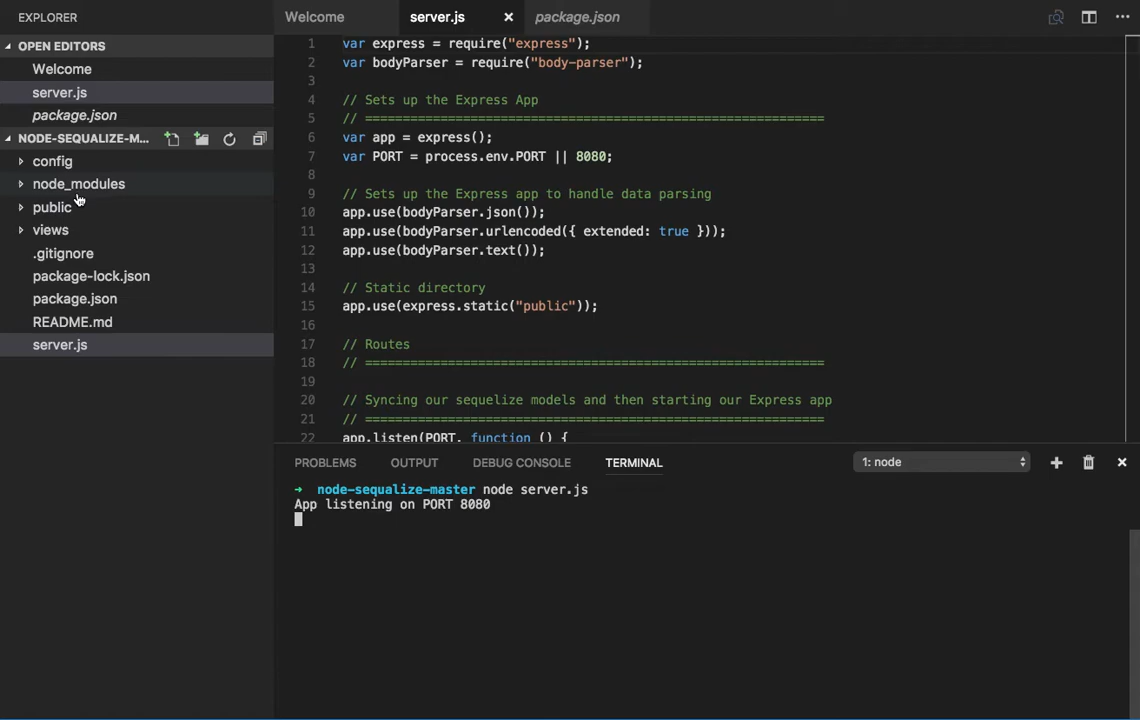 EXPLORER
OPEN EDITORS
Welcome
server.js
package.json
NODE-SEQUALIZE-M...
config
node_modules
public
views
.gitignore
package-lock.json
package.json
README.md
server.js
Welcome server.js package.json
1 var express = require("express");
2 var bodyParser = require("body-parser");
3
4 // Sets up the Express App
5 // =============================================================
6 var app = express();
7 var PORT = process.env.PORT || 8080;
8
9 // Sets up the Express app to handle data parsing
10 app.use(bodyParser.json());
11 app.use(bodyParser.urlencoded({ extended: true }));
12 app.use(bodyParser.text());
13
14 // Static directory
15 app.use(express.static("public"));
16
17 // Routes
18 // =============================================================
19
20 // Syncing our sequelize models and then starting our Express app
21 // =============================================================
22 app.listen(PORT, function () {
PROBLEMS OUTPUT DEBUG CONSOLE TERMINAL 1: node
→ node-sequalize-master node server.js
App listening on PORT 8080